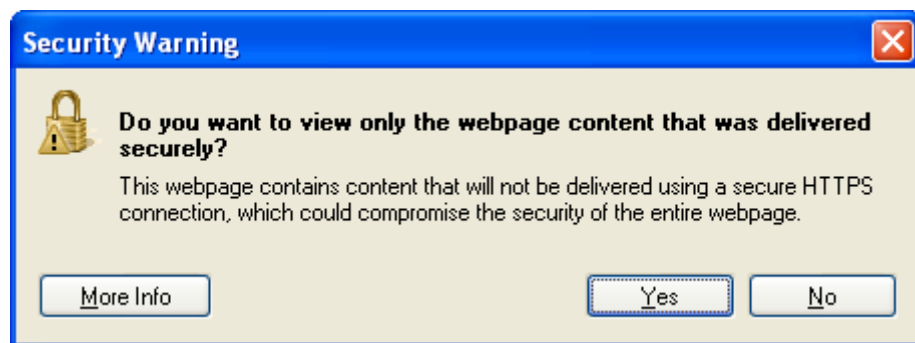 Security Warning
Do you want to view only the webpage content that was delivered
securely?
This webpage contains content that will not be delivered using a secure HTTPS
connection, which could compromise the security of the entire webpage.
More Info
Yes
No